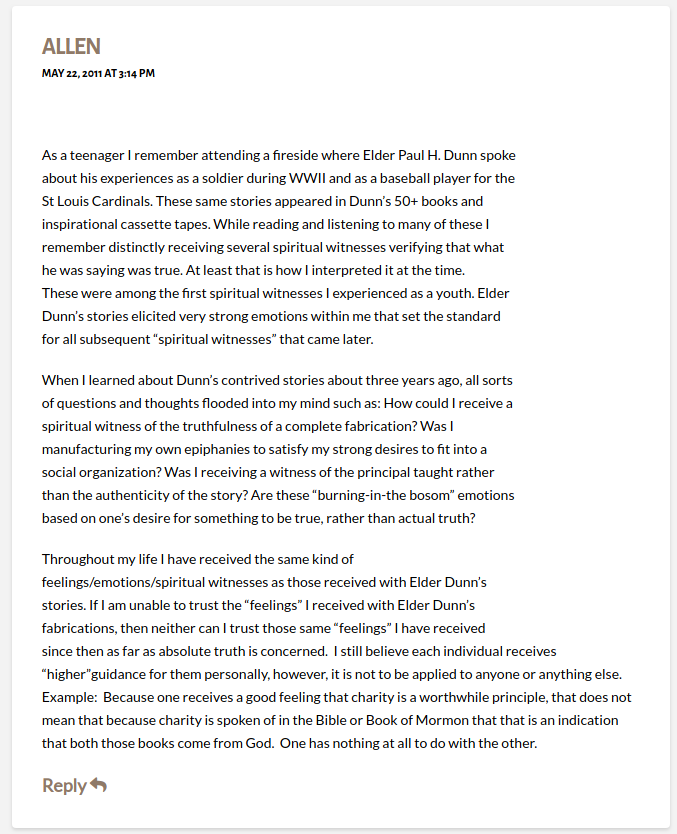 ALLEN
MAY 22, 2011 AT 3:14 PM
As a teenager I remember attending a fireside where Elder Paul H. Dunn spoke
about his experiences as a soldier during WWII and as a baseball player for the
St Louis Cardinals. These same stories appeared in Dunn’s 50+ books and
inspirational cassette tapes. While reading and listening to many of these I
remember distinctly receiving several spiritual witnesses verifying that what
he was saying was true. At least that is how I interpreted it at the time.
These were among the first spiritual witnesses I experienced as a youth. Elder
Dunn’s stories elicited very strong emotions within me that set the standard
for all subsequent “spiritual witnesses” that came later.
When I learned about Dunn’s contrived stories about three years ago, all sorts
of questions and thoughts flooded into my mind such as: How could I receive a
spiritual witness of the truthfulness of a complete fabrication? Was I
manufacturing my own epiphanies to satisfy my strong desires to fit into a
social organization? Was I receiving a witness of the principal taught rather
than the authenticity of the story? Are these “burning-in-the bosom” emotions
based on one’s desire for something to be true, rather than actual truth?
Throughout my life I have received the same kind of
feelings/emotions/spiritual witnesses as those received with Elder Dunn’s
stories. If I am unable to trust the “feelings” I received with Elder Dunn’s
fabrications, then neither can I trust those same “feelings” I have received
since then as far as absolute truth is concerned.  I still believe each individual receives
“higher”guidance for them personally, however, it is not to be applied to anyone or anything else.
Example:  Because one receives a good feeling that charity is a worthwhile principle, that does not
mean that because charity is spoken of in the Bible or Book of Mormon that that is an indication
that both those books come from God.  One has nothing at all to do with the other.
Reply